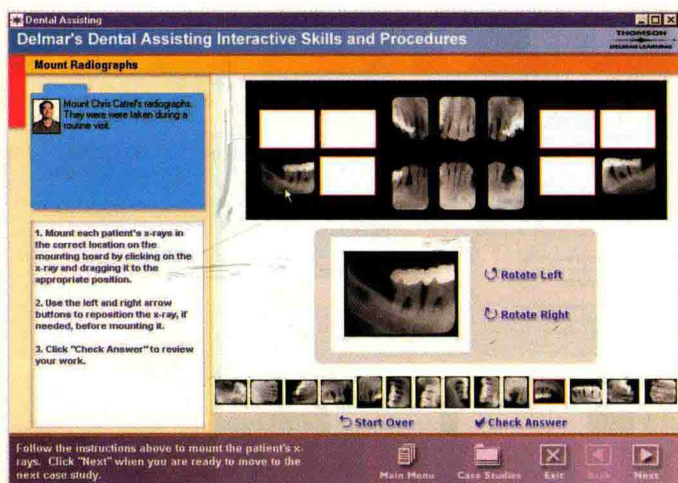 Dental Assisting
Delmar's Dental Assisting Interactive Skills and Procedures
THOMSON
DELMAR LEARNING
Mount Radiographs
Mount Chris Catrel's radiographs.
They were were taken during a
routine visit.
1. Mount each patient's x-rays in
the correct location on the
mounting board by clicking on the
x-ray and dragging it to the
appropriate position.
2. Use the left and right arrow
buttons to reposition the x-ray, if
needed, before mounting it.
3. Click "Check Answer" to review
your work.
Rotate Left
Rotate Right
Start Over
Check Answer
Follow the instructions above to mount the patient's x-
rays. Click "Next" when you are ready to move to the
next case study.
Main Menu
Case Studies
Exit
Back
Next